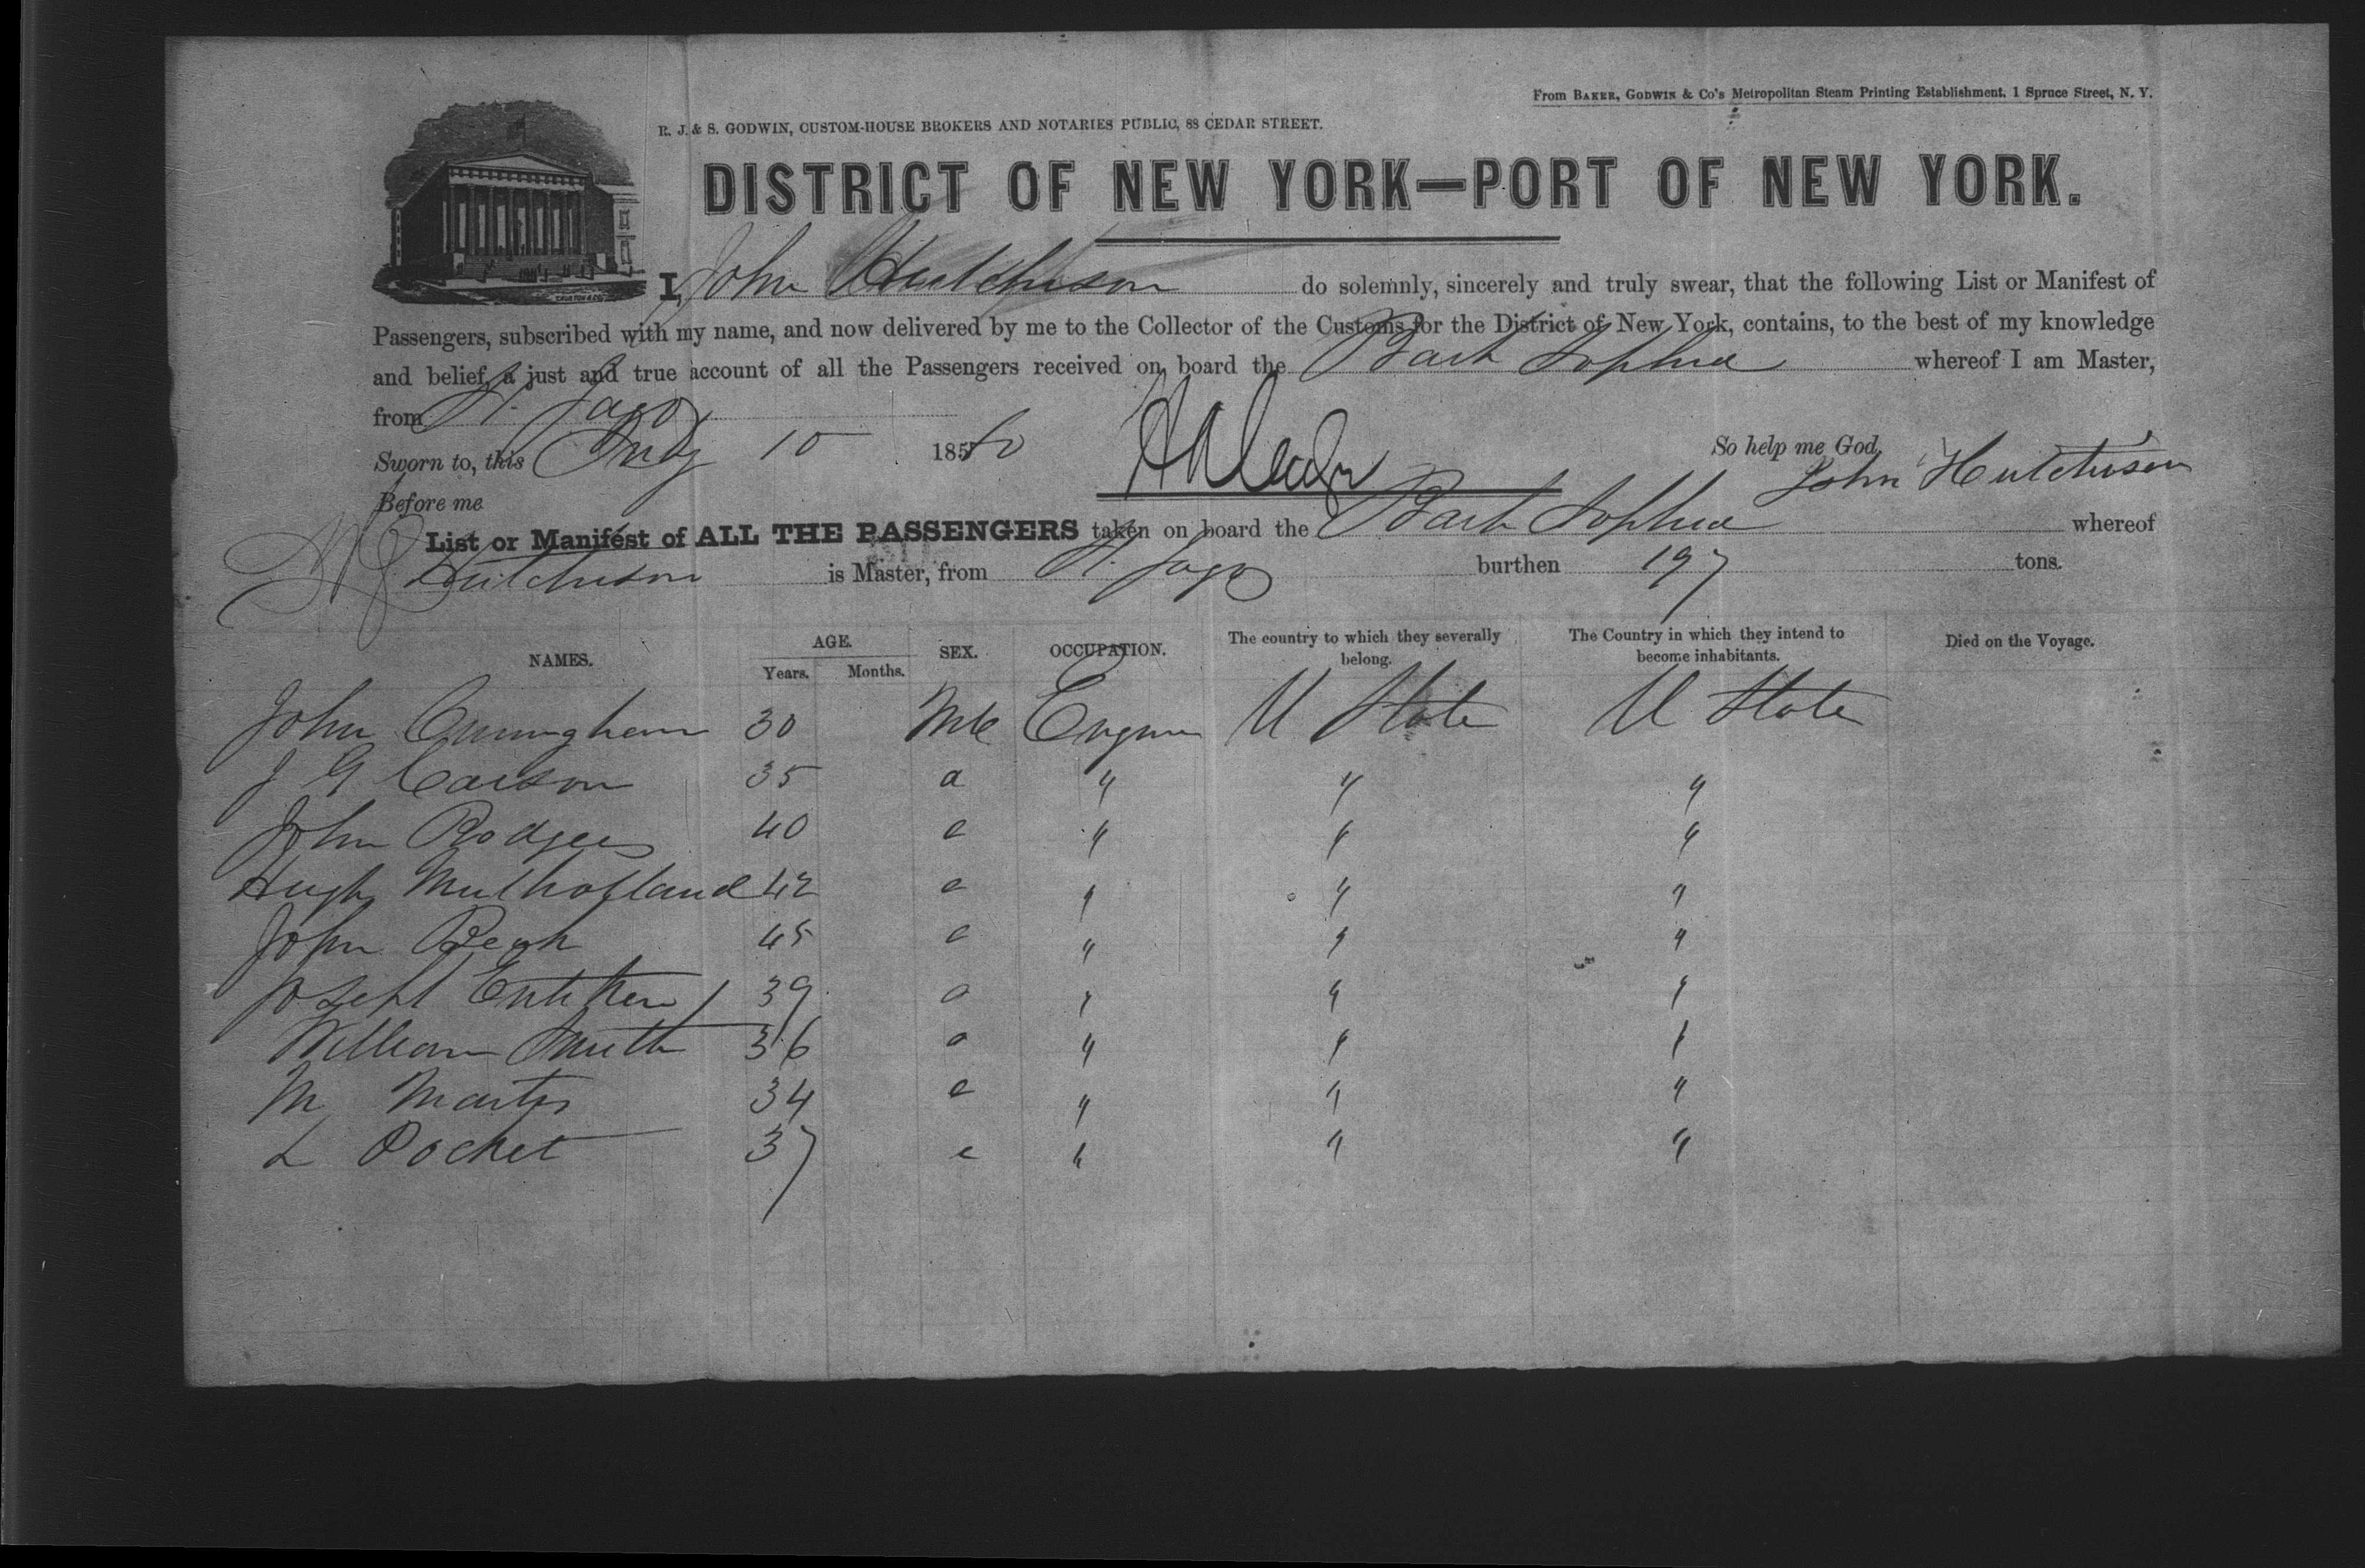 From BAKER, GODWIN & Co's Metropolitan Steam Printing Establishment, 1 Spruce Street, N. Y.
R. J. & S. GODWIN, CUSTOM-HOUSE BROKERS AND NOTARIES PUBLIC, 88 CEDAR STREET.
DISTRICT OF NEW YORK—PORT OF NEW YORK.
I, John Hutchison do solemnly, sincerely and truly swear, that the following List or Manifest of
Passengers, subscribed with my name, and now delivered by me to the Collector of the Customs for the District of New York, contains, to the best of my knowledge
and belief, a just and true account of all the Passengers received on board the Bark Sophia whereof I am Master,
from St. Jago
Sworn to, this July 10 1860 So help me God.
John Hutchison
Before me
List or Manifest of ALL THE PASSENGERS taken on board the Bark Sophia whereof
Hutchison is Master, from St. Jago burthen 197 tons.
NAMES. AGE. Years. Months. SEX. OCCUPATION. The country to which they severally belong. The Country in which they intend to become inhabitants. Died on the Voyage.
John Cunningham 30 Mle U State U State
J G Carson 35 " " "
John Rodgers 40 " " "
Hugh Mulholland 42 " " "
John 45 " " "
Joseph Entiken 39 " " "
William Smith 36 " " "
M 34 " " "
L Pocket 37 " " "